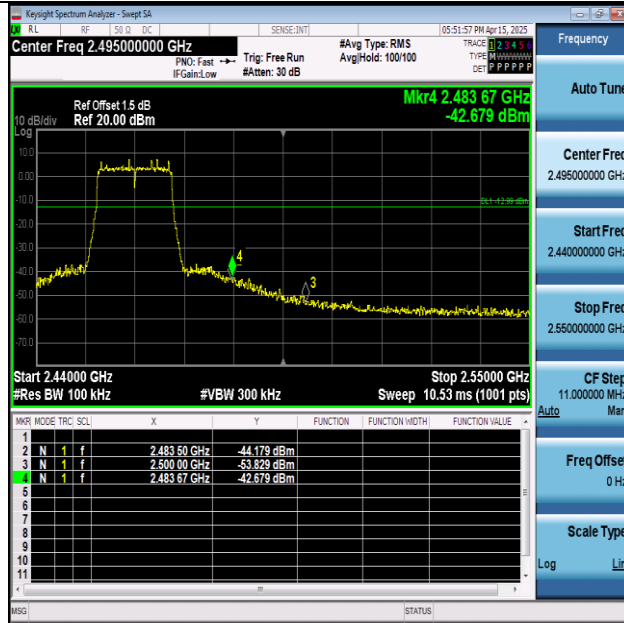 Keysight Spectrum Analyzer - Swept SA
RL RF 50 Ω DC SENSE:INT 05:51:57 PM Apr 15, 2025
Center Freq 2.495000000 GHz
#Avg Type: RMS
Avg|Hold: 100/100
PNO: Fast
IFGain:Low
Trig: Free Run
#Atten: 30 dB
TRACE 1 2 3 4 5 6
TYPE M
DET P P P P P P
Mkr4 2.483 67 GHz
-42.679 dBm
Ref Offset 1.5 dB
10 dB/div Ref 20.00 dBm
Log
10.0
0.00
-10.0
DL1 -12.99 dBm
-20.0
-30.0
-40.0
-50.0
-60.0
-70.0
4
3
Start 2.44000 GHz Stop 2.55000 GHz
#Res BW 100 kHz #VBW 300 kHz Sweep 10.53 ms (1001 pts)
MKR MODE TRC SCL X Y FUNCTION FUNCTION WIDTH FUNCTION VALUE
1
2 N 1 f 2.483 50 GHz -44.179 dBm
3 N 1 f 2.500 00 GHz -53.829 dBm
4 N 1 f 2.483 67 GHz -42.679 dBm
5
6
7
8
9
10
11
MSG STATUS
Frequency
Auto Tune
Center Freq
2.495000000 GHz
Start Freq
2.440000000 GHz
Stop Freq
2.550000000 GHz
CF Step
11.000000 MHz
Auto Man
Freq Offset
0 Hz
Scale Type
Log Lin